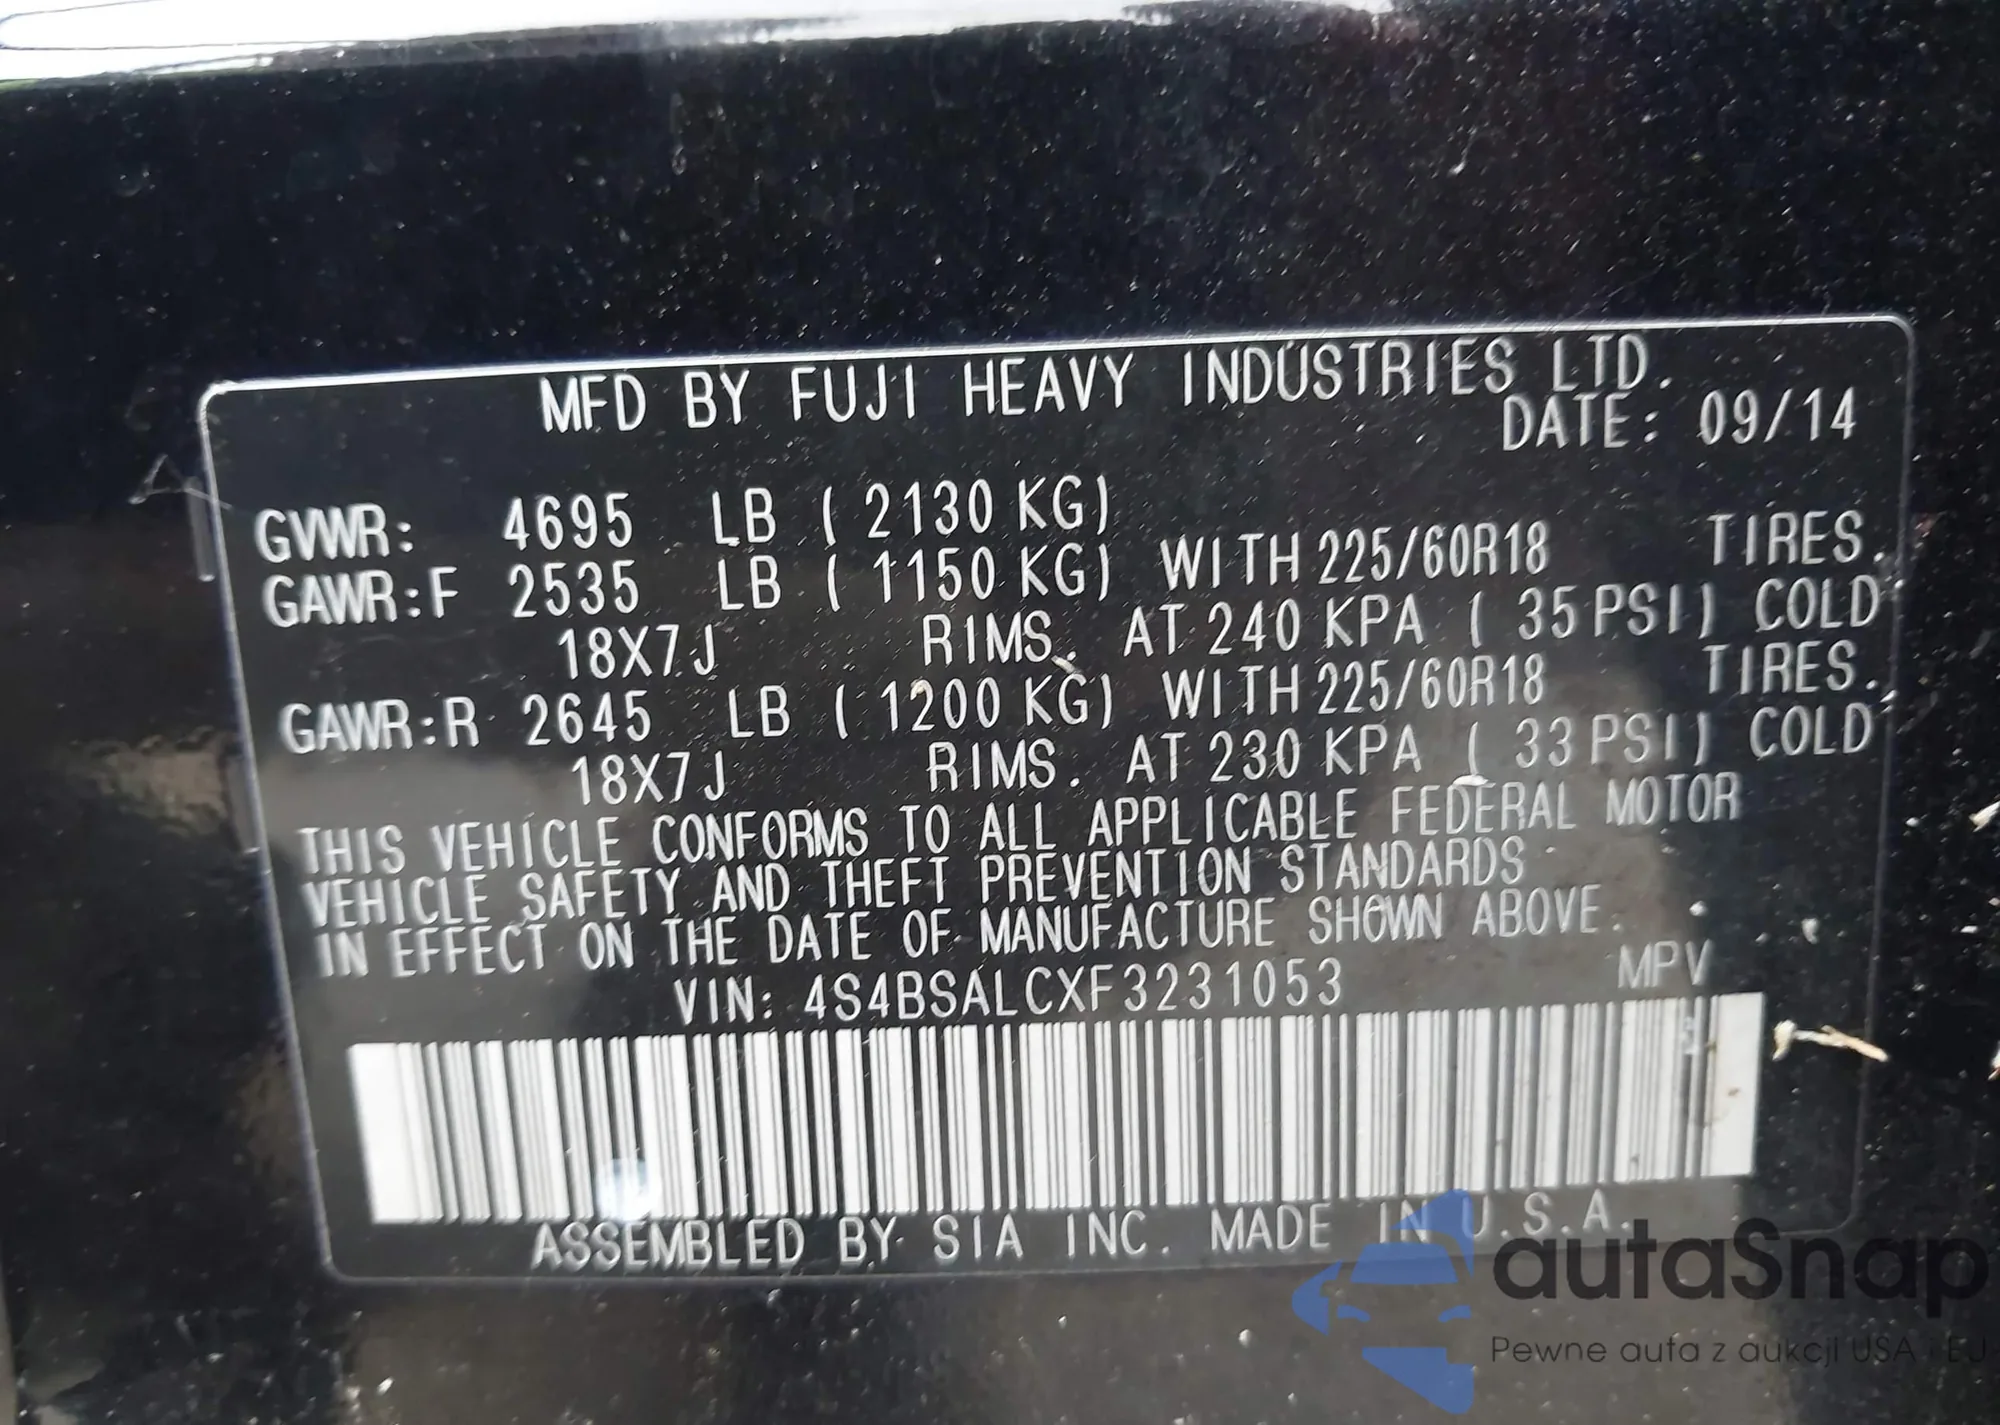 MFD BY FUJI HEAVY INDUSTRIES LTD.
DATE: 09/14
GVWR: 4695 LB ( 2130 KG)
GAWR:F 2535 LB ( 1150 KG) WITH 225/60R18 TIRES.
18X7J RIMS. AT 240 KPA ( 35 PSI) COLD
GAWR:R 2645 LB ( 1200 KG) WITH 225/60R18 TIRES.
18X7J RIMS. AT 230 KPA ( 33 PSI) COLD
THIS VEHICLE CONFORMS TO ALL APPLICABLE FEDERAL MOTOR
VEHICLE SAFETY AND THEFT PREVENTION STANDARDS
IN EFFECT ON THE DATE OF MANUFACTURE SHOWN ABOVE.
VIN: 4S4BSALCXF3231053 MPV
ASSEMBLED BY SIA INC. MADE IN U.S.A.
autaSnap
Pewne auta z aukcji USA i EU